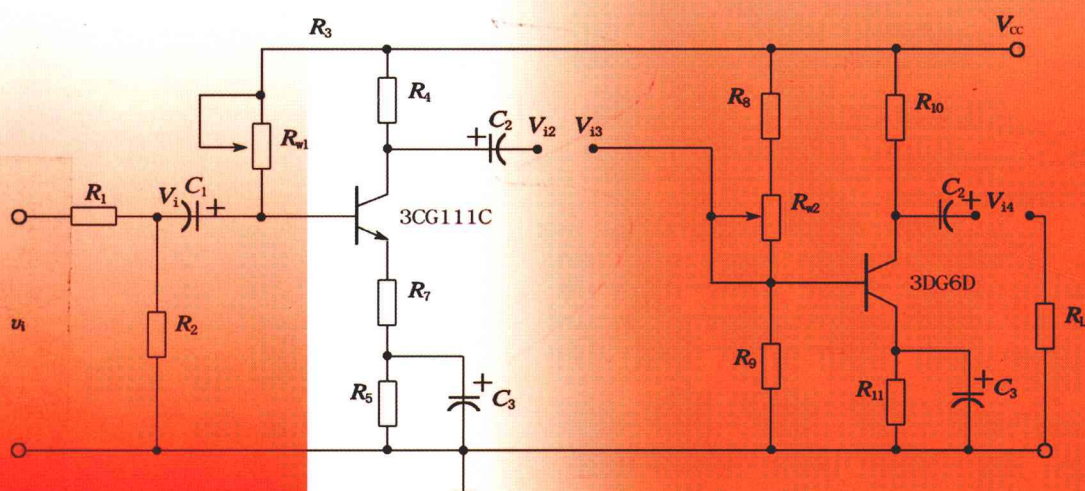 R3
VCC
R4
R8
R10
C2
Vi2
Vi3
Rw1
R1
Vi
C1
+
+
3CG111C
Rw2
C2
+
Vi4
3DG6D
R7
R2
vi
RL
R9
R5
+
C3
R11
+
C3